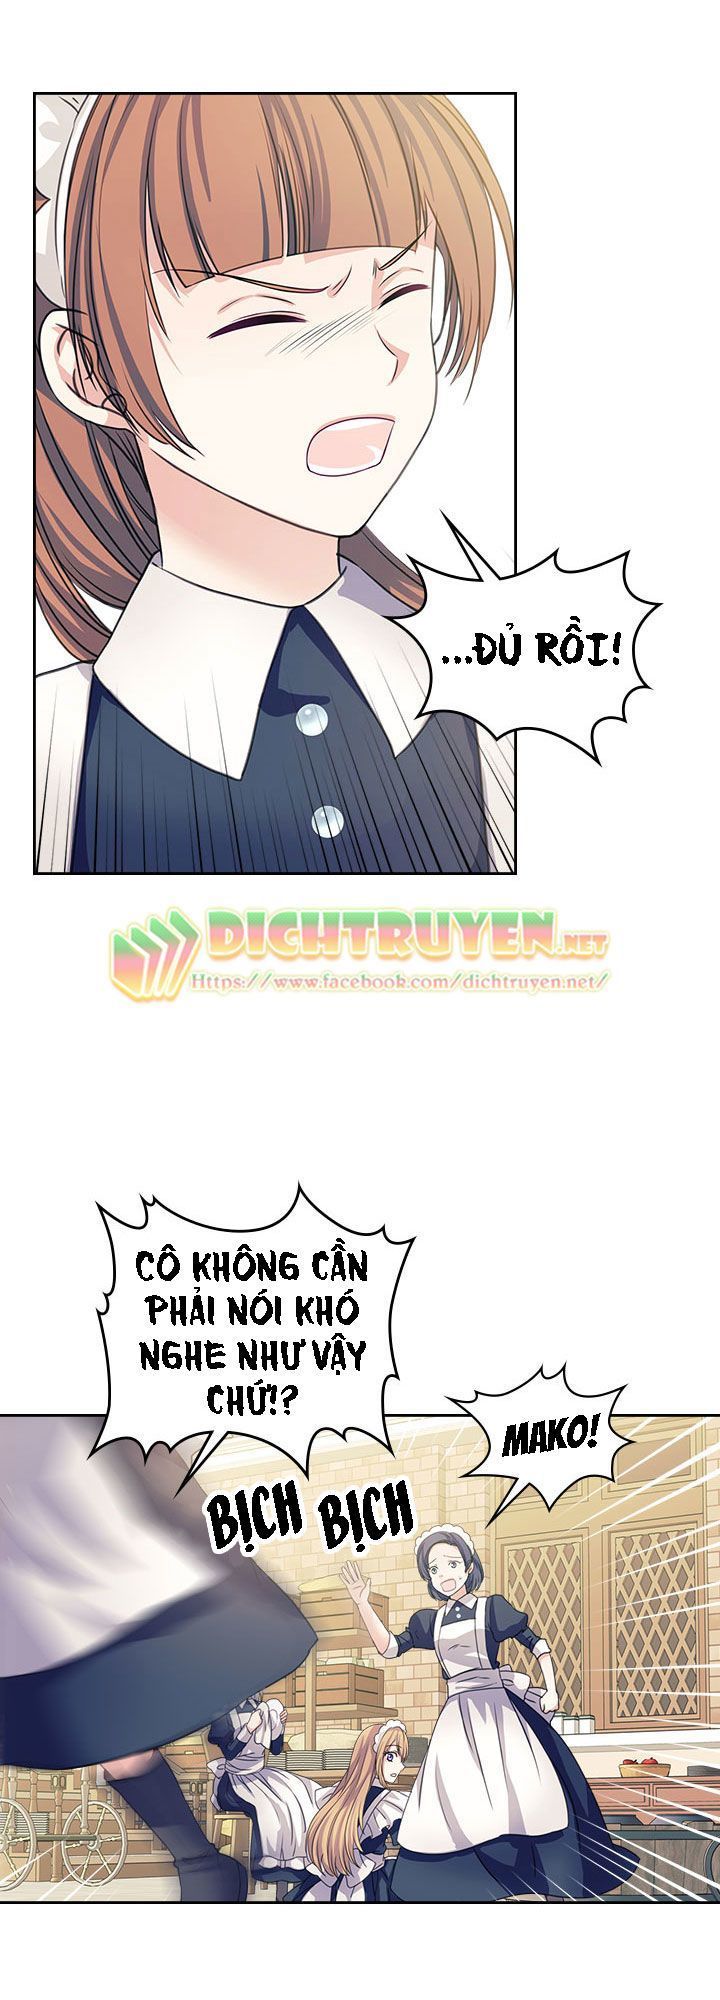 ...ĐỦ RỒI!
DICHTRUYEN.NET
Https://www.facebook.com/dichtruyen.net/
CÔ KHÔNG CẦN
PHẢI NÓI KHÓ
NGHE NHƯ VẬY
CHỨ!?
MAKO!
BỊCH BỊCH